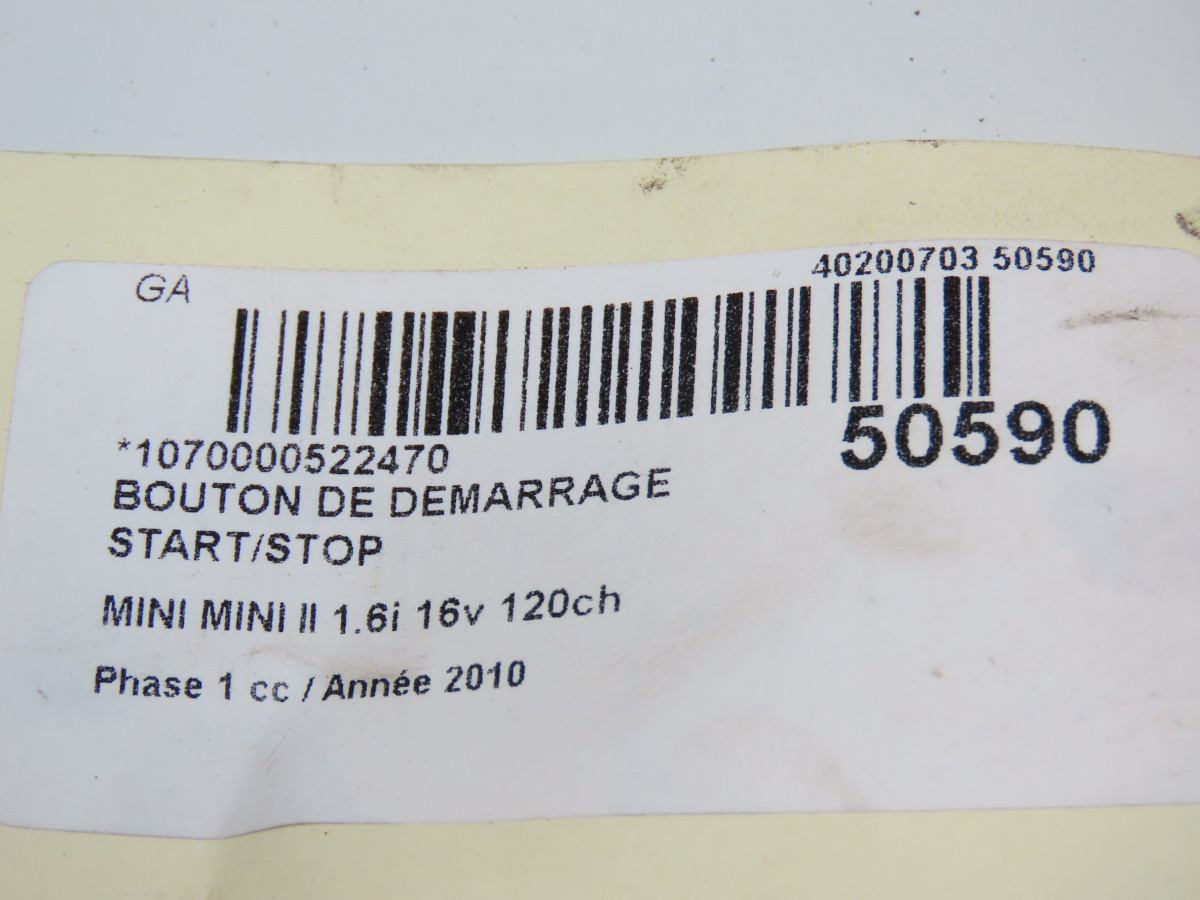 GA
40200703 50590
50590
*1070000522470
BOUTON DE DEMARRAGE
START/STOP
MINI MINI II 1.6i 16v 120ch
Phase 1 cc / Année 2010